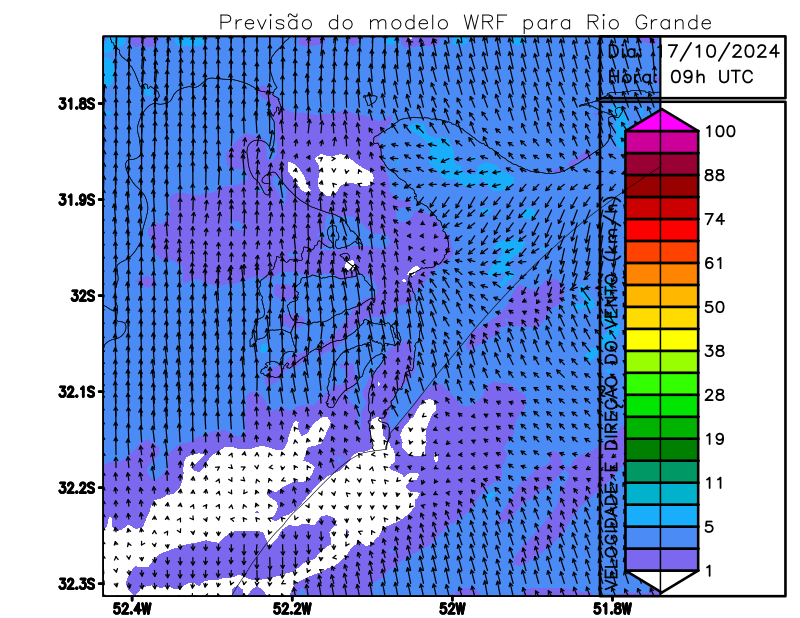 Previsão do modelo WRF para Rio Grande
Dia: 17/10/2024
Hora: 09h UTC
31.8S
31.9S
32S
32.1S
32.2S
32.3S
52.4W
52.2W
52W
51.8W
VELOCIDADE E DIREÇÃO DO VENTO (km/h)
100
88
74
61
50
38
28
19
11
5
1